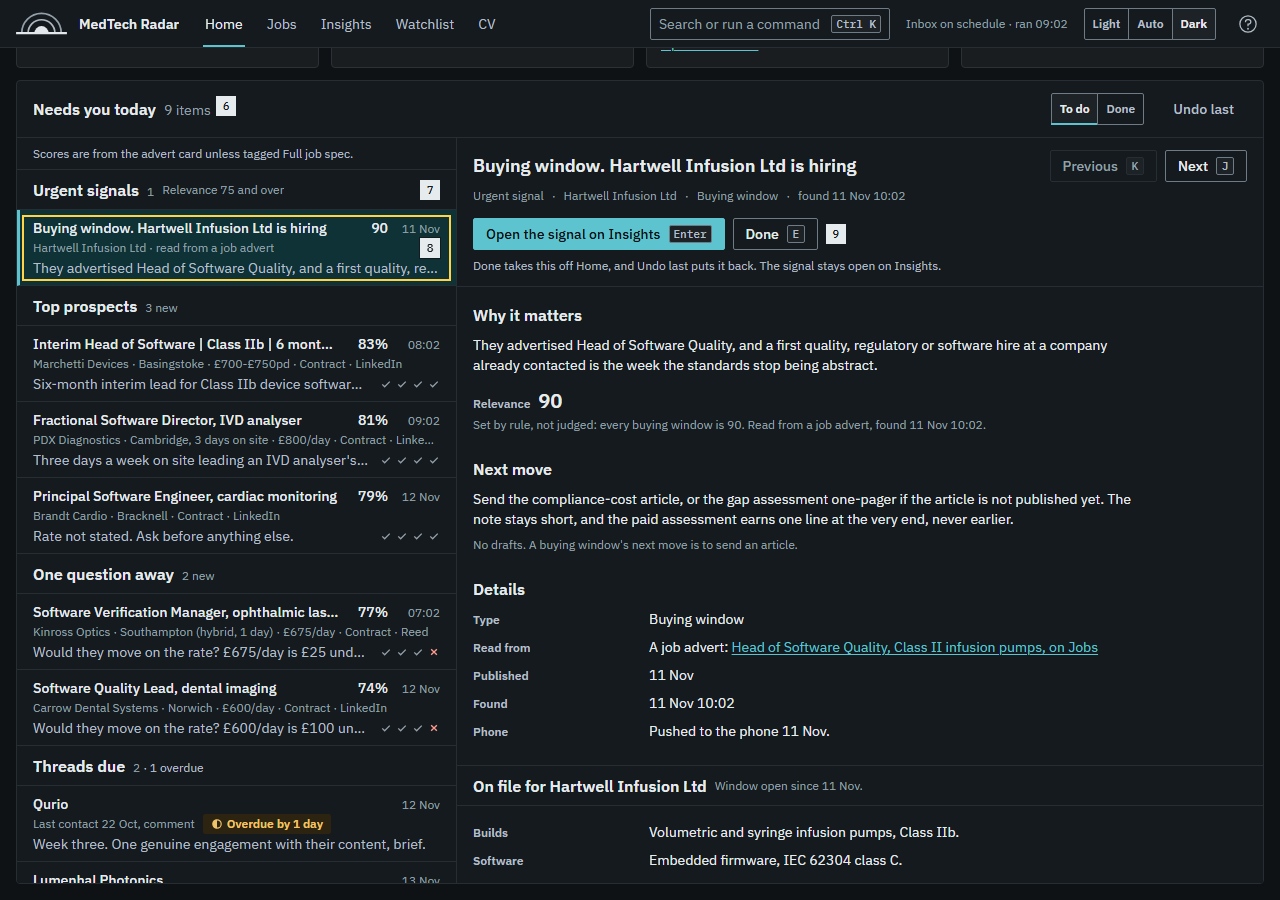 MedTech Radar
Home
Jobs
Insights
Watchlist
CV
Search or run a command Ctrl K
Inbox on schedule · ran 09:02
Light
Auto
Dark
?
Needs you today 9 items 6
To do
Done
Undo last
Scores are from the advert card unless tagged Full job spec.
Urgent signals 1 Relevance 75 and over 7
Buying window. Hartwell Infusion Ltd is hiring 90 11 Nov
Hartwell Infusion Ltd · read from a job advert 8
They advertised Head of Software Quality, and a first quality, re...
Top prospects 3 new
Interim Head of Software | Class IIb | 6 mont... 83% 08:02
Marchetti Devices · Basingstoke · £700-£750pd · Contract · LinkedIn
Six-month interim lead for Class IIb device softwar...
Fractional Software Director, IVD analyser 81% 09:02
PDX Diagnostics · Cambridge, 3 days on site · £800/day · Contract · Linke...
Three days a week on site leading an IVD analyser's...
Principal Software Engineer, cardiac monitoring 79% 12 Nov
Brandt Cardio · Bracknell · Contract · LinkedIn
Rate not stated. Ask before anything else.
One question away 2 new
Software Verification Manager, ophthalmic las... 77% 07:02
Kinross Optics · Southampton (hybrid, 1 day) · £675/day · Contract · Reed
Would they move on the rate? £675/day is £25 und...
Software Quality Lead, dental imaging 74% 12 Nov
Carrow Dental Systems · Norwich · £600/day · Contract · LinkedIn
Would they move on the rate? £600/day is £100 un...
Threads due 2 · 1 overdue
Qurio 12 Nov
Last contact 22 Oct, comment Overdue by 1 day
Week three. One genuine engagement with their content, brief.
Lumenhal Photonics 13 Nov
Buying window. Hartwell Infusion Ltd is hiring
Previous K
Next J
Urgent signal · Hartwell Infusion Ltd · Buying window · found 11 Nov 10:02
Open the signal on Insights Enter
Done E
9
Done takes this off Home, and Undo last puts it back. The signal stays open on Insights.
Why it matters
They advertised Head of Software Quality, and a first quality, regulatory or software hire at a company
already contacted is the week the standards stop being abstract.
Relevance 90
Set by rule, not judged: every buying window is 90. Read from a job advert, found 11 Nov 10:02.
Next move
Send the compliance-cost article, or the gap assessment one-pager if the article is not published yet. The
note stays short, and the paid assessment earns one line at the very end, never earlier.
No drafts. A buying window's next move is to send an article.
Details
Type Buying window
Read from A job advert: Head of Software Quality, Class II infusion pumps, on Jobs
Published 11 Nov
Found 11 Nov 10:02
Phone Pushed to the phone 11 Nov.
On file for Hartwell Infusion Ltd Window open since 11 Nov.
Builds Volumetric and syringe infusion pumps, Class IIb.
Software Embedded firmware, IEC 62304 class C.